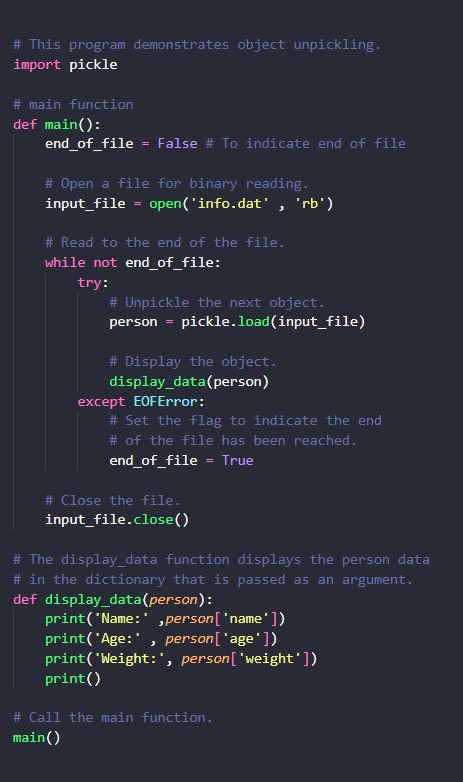 # This program demonstrates object unpickling.
import pickle

# main function
def main():
    end_of_file = False # To indicate end of file

    # Open a file for binary reading.
    input_file = open('info.dat' , 'rb')

    # Read to the end of the file.
    while not end_of_file:
        try:
            # Unpickle the next object.
            person = pickle.load(input_file)

            # Display the object.
            display_data(person)
        except EOFError:
            # Set the flag to indicate the end
            # of the file has been reached.
            end_of_file = True

    # Close the file.
    input_file.close()

# The display_data function displays the person data
# in the dictionary that is passed as an argument.
def display_data(person):
    print('Name:' ,person['name'])
    print('Age:' , person['age'])
    print('Weight:', person['weight'])
    print()

# Call the main function.
main()